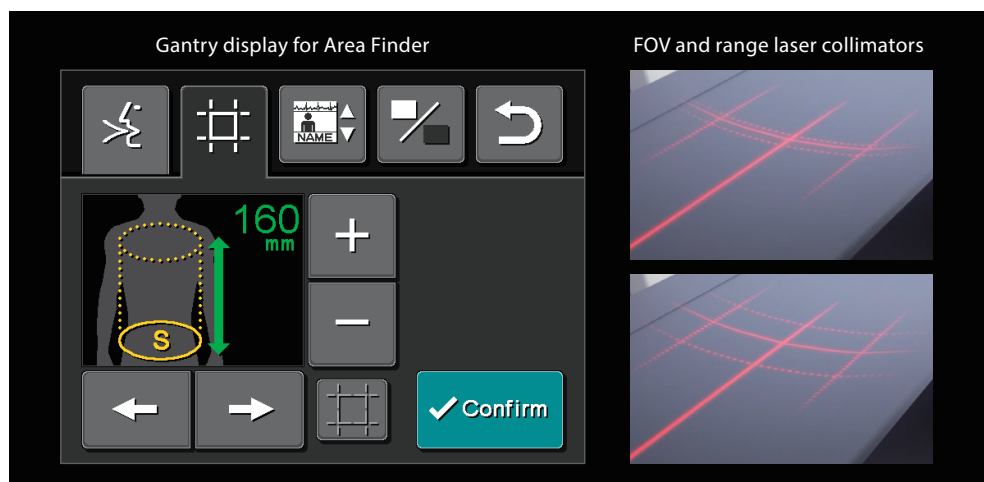 Gantry display for Area Finder
FOV and range laser collimators
NAME
160
mm
S
Confirm